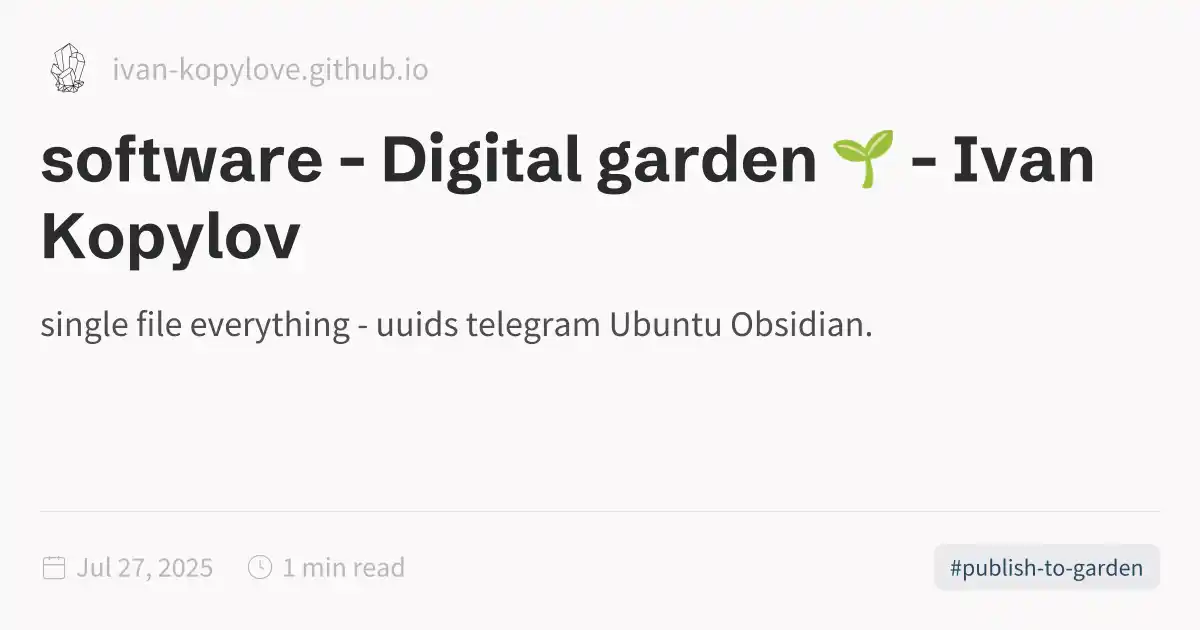 ivan-kopylove.github.io
software - Digital garden 🌱 - Ivan
Kopylov
single file everything - uuids telegram Ubuntu Obsidian.
Jul 27, 2025
1 min read
#publish-to-garden